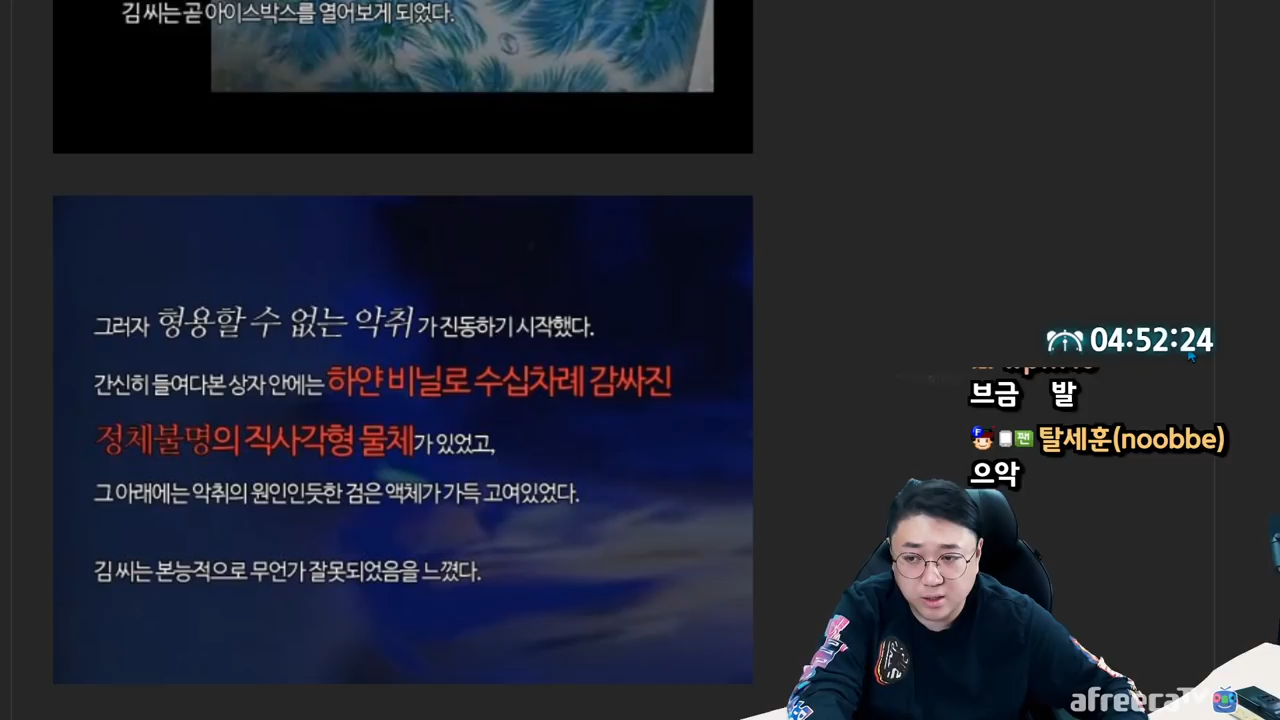 김 씨는 곧 아이스박스를 열어보게 되었다.
그러자 형용할 수 없는 악취가 진동하기 시작했다.
간신히 들여다본 상자 안에는 하얀 비닐로 수십차례 감싸진
정체불명의 직사각형 물체가 있었고,
그 아래에는 악취의 원인인듯한 검은 액체가 가득 고여있었다.
김 씨는 본능적으로 무언가 잘못되었음을 느꼈다.
04:52:24
브금 발
팬 탈세훈(noobbe)
으악
afreecaTV